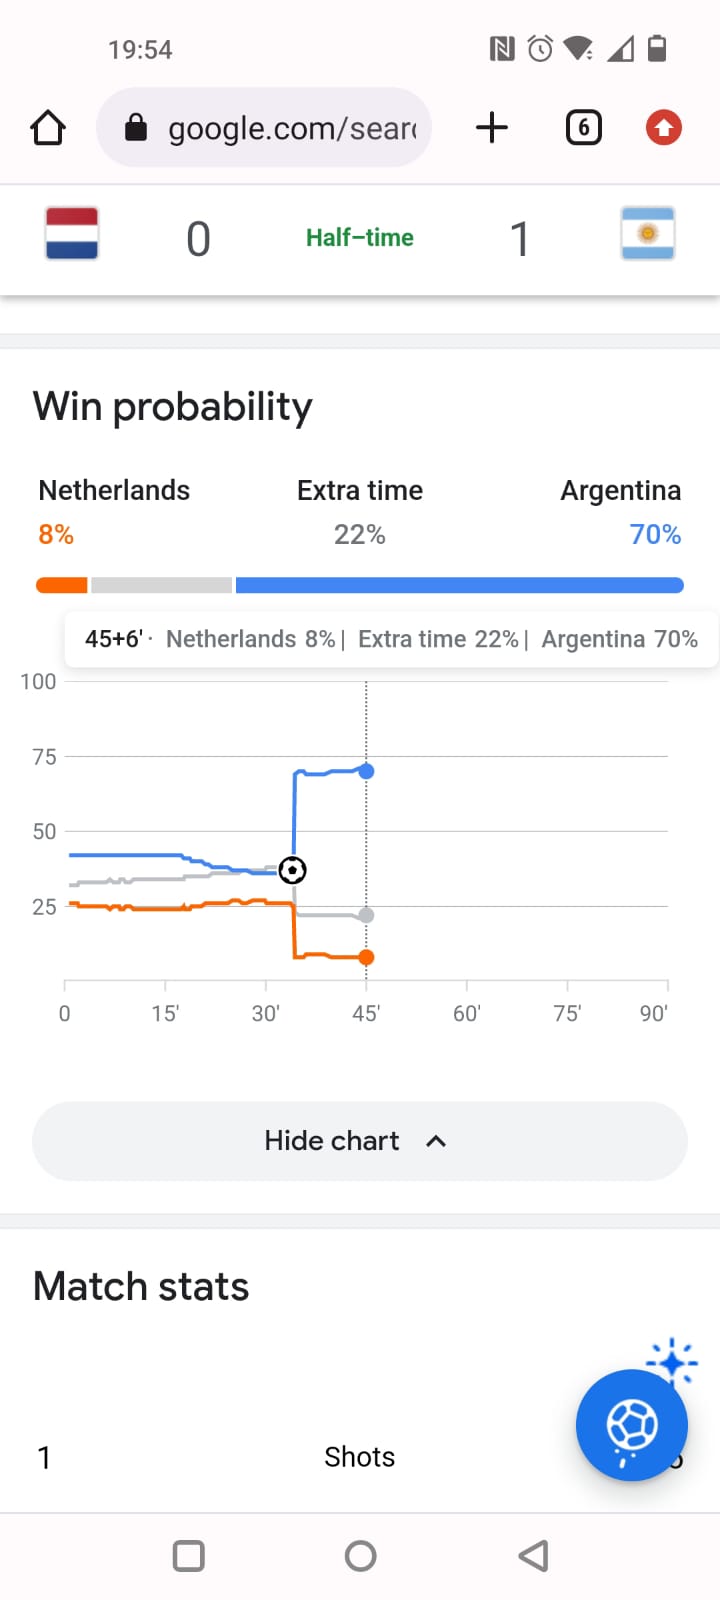 19:54
google.com/sear
6
0 Half-time 1
Win probability
Netherlands Extra time Argentina
8% 22% 70%
45+6' · Netherlands 8% | Extra time 22% | Argentina 70%
100
75
50
25
0 15' 30' 45' 60' 75' 90'
Hide chart
Match stats
1 Shots